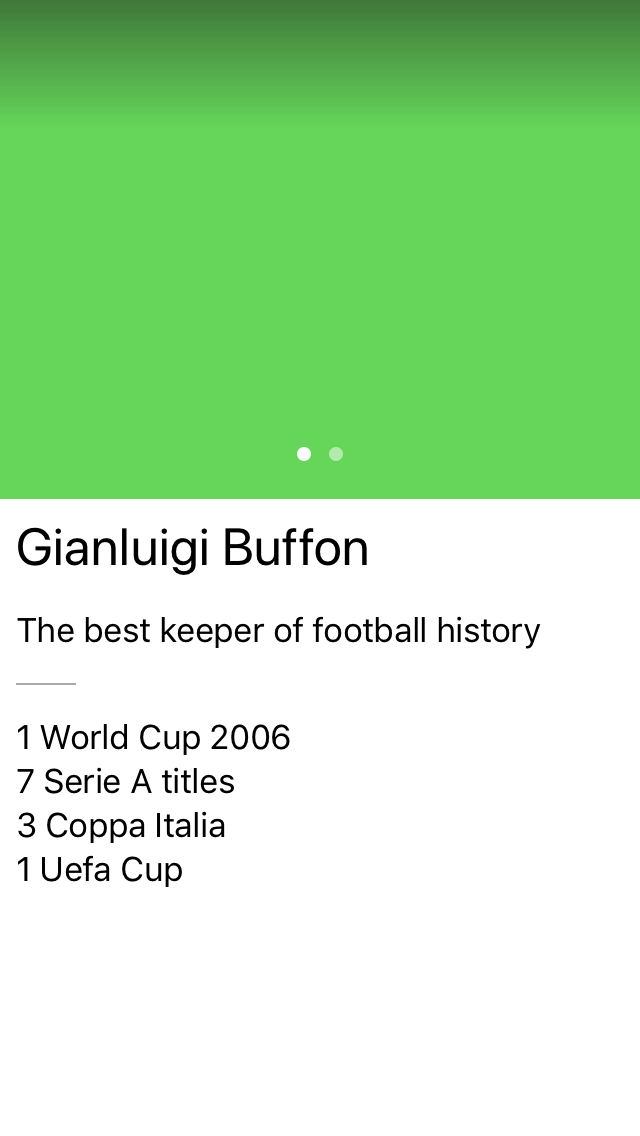 Gianluigi Buffon
The best keeper of football history
1 World Cup 2006
7 Serie A titles
3 Coppa Italia
1 Uefa Cup